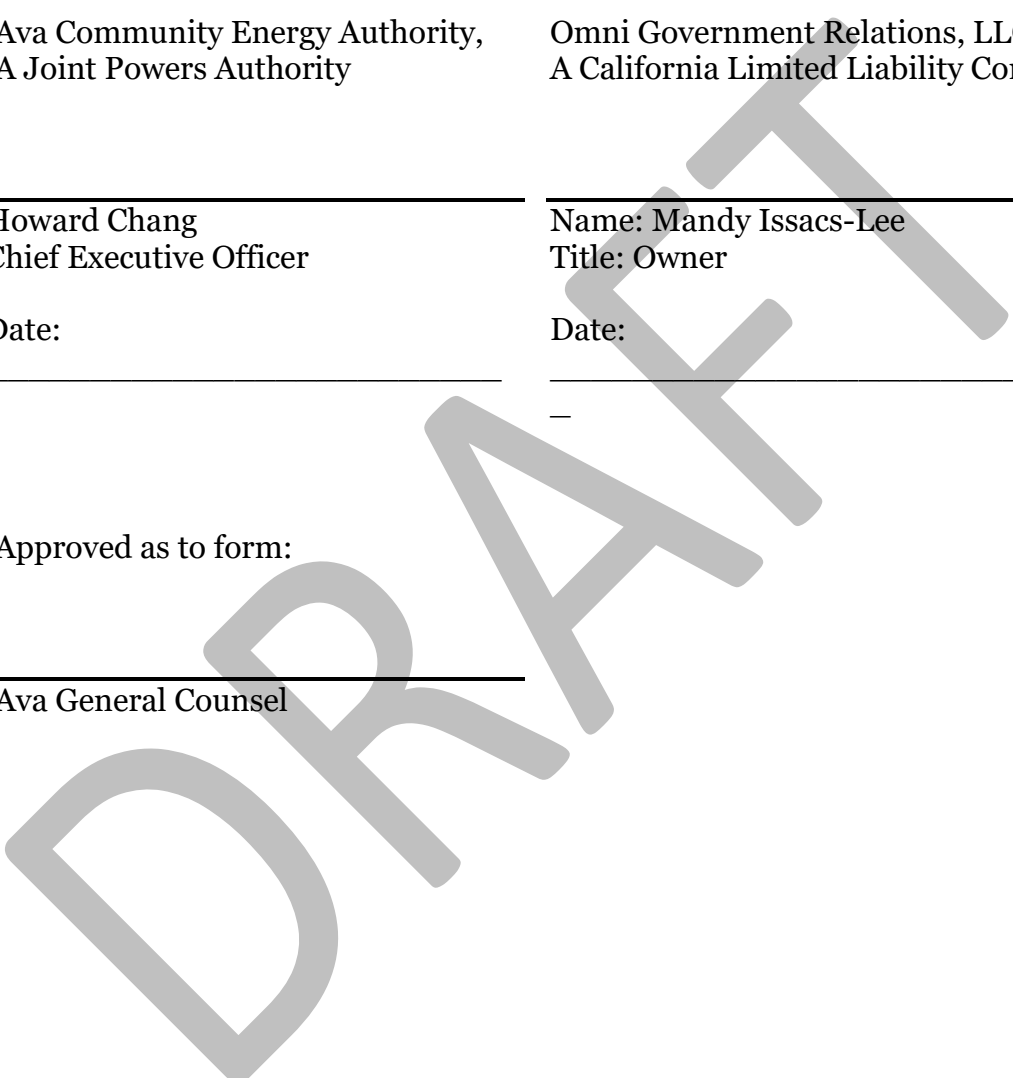 Ava Community Energy Authority,
A Joint Powers Authority
Howard Chang
Chief Executive Officer
Date:
Approved as to form:
Ava General Counsel
Omni Government Relations, LLC
A California Limited Liability
Name: Mandy Issacs-Lee
Title: Owner
Date:
DRAFT